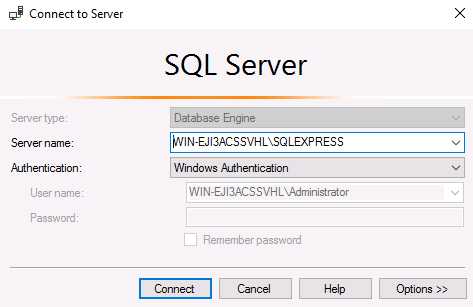 Connect to Server
SQL Server
Server type: Database Engine
Server name: WIN-EJI3ACSSVHL\SQLEXPRESS
Authentication: Windows Authentication
User name: WIN-EJI3ACSSVHL\Administrator
Password:
Remember password
Connect Cancel Help Options >>